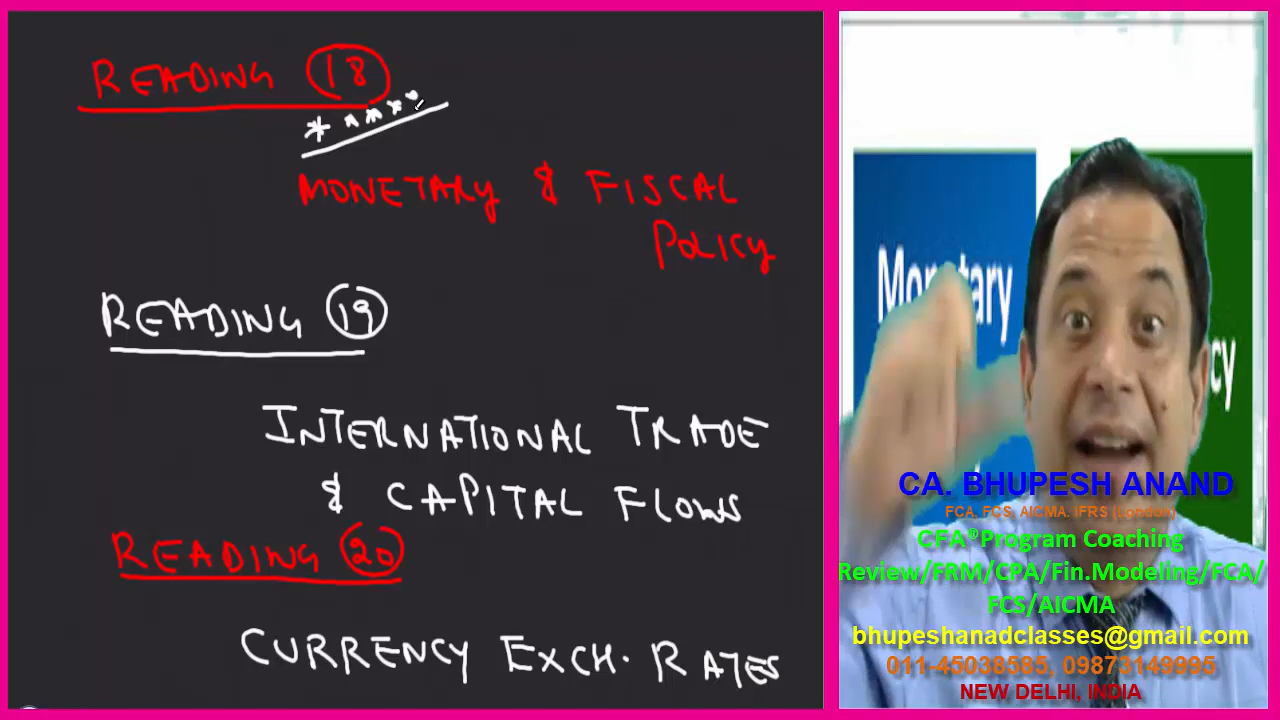 READING 18
* * * * *
MONETARY & FISCAL
POLICY
READING 19
INTERNATIONAL TRADE
& CAPITAL FLOWS
READING 20
CURRENCY EXCH. RATES
Monetary
cy
CA. BHUPESH ANAND
FCA, FCS, AICMA. IFRS (London)
CFA®Program Coaching
Review/FRM/CPA/Fin.Modeling/FCA/
FCS/AICMA
bhupeshanadclasses@gmail.com
011-45038585, 09873149995
NEW DELHI, INDIA